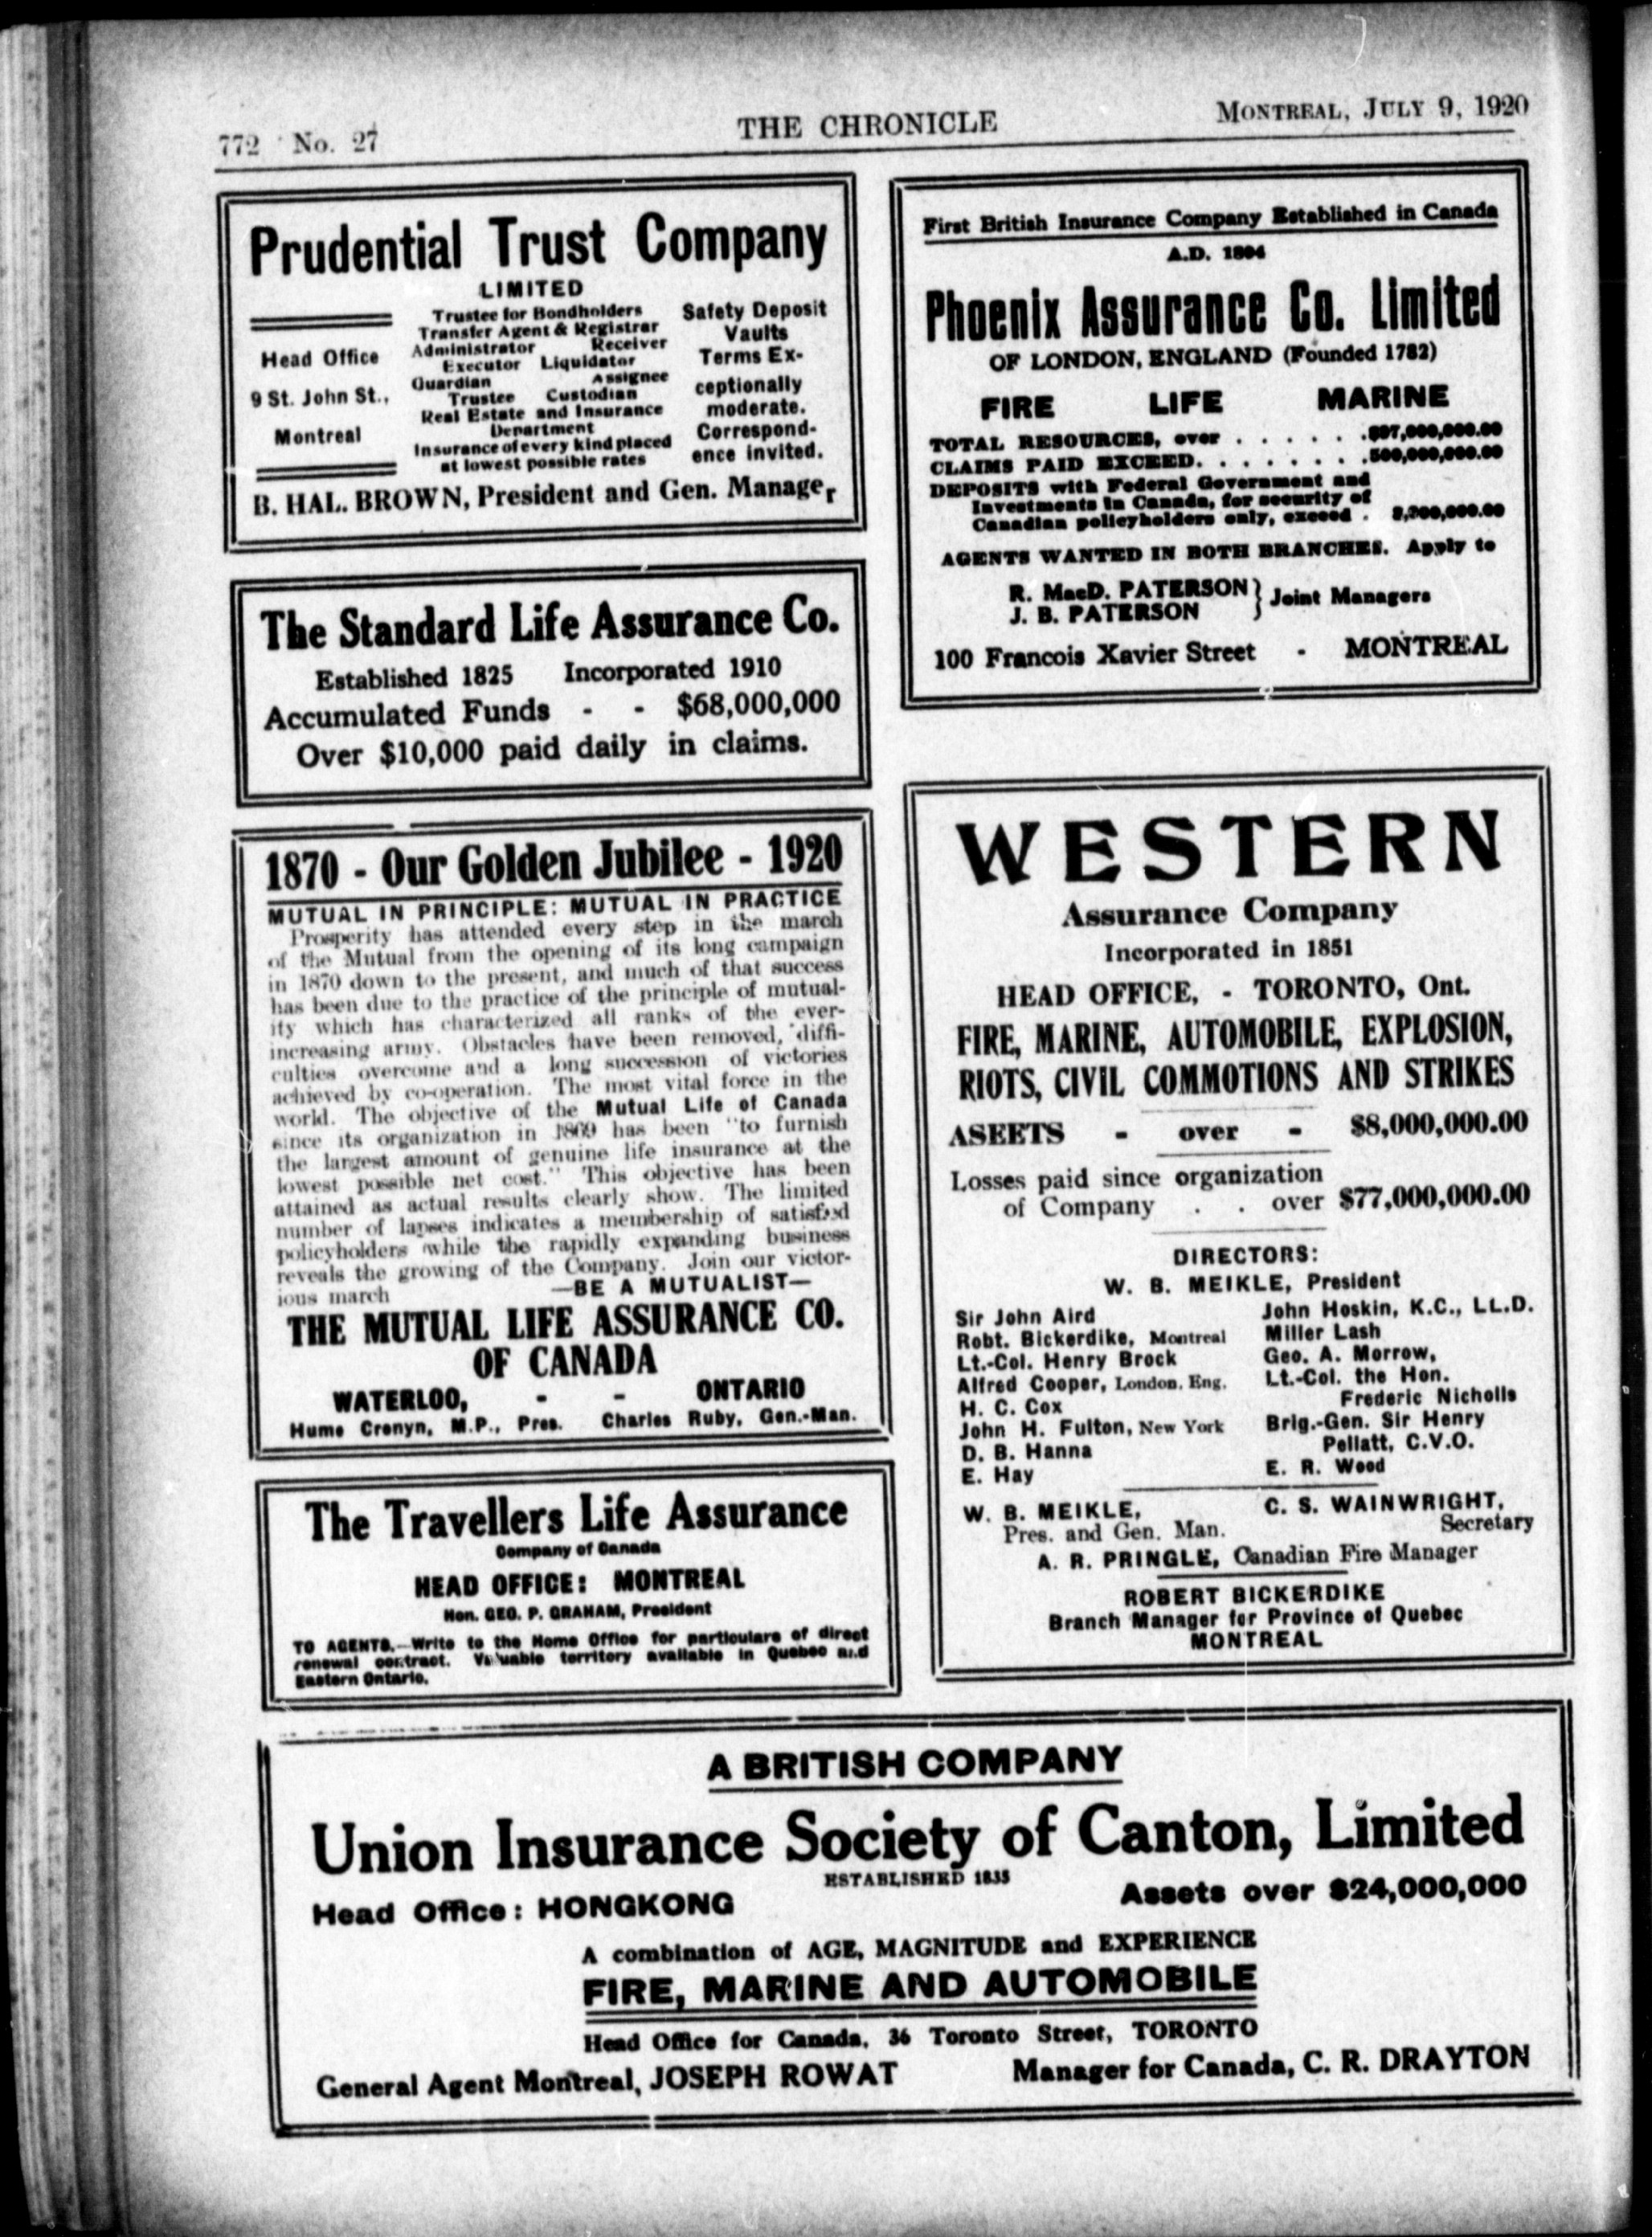 772 No. 27
THE CHRONICLE
MONTREAL, JULY 9, 1920
Prudential Trust Company
LIMITED
Head Office
9 St. John St.,
Montreal
Trustee for Bondholders
Transfer Agent & Registrar
Administrator Receiver
Executor Liquidator
Guardian Assignee
Trustee Custodian
Real Estate and Insurance
Department
Insurance of every kind placed
at lowest possible rates
Safety Deposit
Vaults
Terms Ex-
ceptionally
moderate.
Correspond-
ence invited.
B. HAL. BROWN, President and Gen. Manager
The Standard Life Assurance Co.
Established 1825 Incorporated 1910
Accumulated Funds - - $68,000,000
Over $10,000 paid daily in claims.
1870 - Our Golden Jubilee - 1920
MUTUAL IN PRINCIPLE: MUTUAL IN PRACTICE
Prosperity has attended every step in the march
of the Mutual from the opening of its long campaign
in 1870 down to the present, and much of that success
has been due to the practice of the principle of mutual-
ity which has characterized all ranks of the ever-
increasing army. Obstacles have been removed, diffi-
culties overcome and a long succession of victories
achieved by co-operation. The most vital force in the
world. The objective of the Mutual Life of Canada
since its organization in 1869 has been "to furnish
the largest amount of genuine life insurance at the
lowest possible net cost." This objective has been
attained as actual results clearly show. The limited
number of lapses indicates a membership of satisfied
policyholders while the rapidly expanding business
reveals the growing of the Company. Join our victor-
ious march —BE A MUTUALIST—
THE MUTUAL LIFE ASSURANCE CO.
OF CANADA
WATERLOO, - - ONTARIO
Hume Cronyn, M.P., Pres. Charles Ruby, Gen.-Man.
The Travellers Life Assurance
Company of Canada
HEAD OFFICE: MONTREAL
Hon. GEO. P. GRAHAM, President
TO AGENTS.—Write to the Home Office for particulars of direct
renewal contract. Valuable territory available in Quebec and
Eastern Ontario.
First British Insurance Company Established in Canada
A.D. 1804
Phoenix Assurance Co. Limited
OF LONDON, ENGLAND (Founded 1782)
FIRE LIFE MARINE
TOTAL RESOURCES, over . . . . . .
CLAIMS PAID EXCEED. . . . . . . .
DEPOSITS with Federal Government and
Investments in Canada, for security of
Canadian policyholders only, exceed .
AGENTS WANTED IN BOTH BRANCHES. Apply to
R. MacD. PATERSON } Joint Managers
J. B. PATERSON
100 Francois Xavier Street - MONTREAL
WESTERN
Assurance Company
Incorporated in 1851
HEAD OFFICE, - TORONTO, Ont.
FIRE, MARINE, AUTOMOBILE, EXPLOSION,
RIOTS, CIVIL COMMOTIONS AND STRIKES
ASEETS - over - $8,000,000.00
Losses paid since organization
of Company . . over $77,000,000.00
DIRECTORS:
W. B. MEIKLE, President
Sir John Aird
Robt. Bickerdike, Montreal
Lt.-Col. Henry Brock
Alfred Cooper, London, Eng.
H. C. Cox
John H. Fulton, New York
D. B. Hanna
E. Hay
John Hoskin, K.C., LL.D.
Miller Lash
Geo. A. Morrow,
Lt.-Col. the Hon.
Frederic Nicholls
Brig.-Gen. Sir Henry
Pellatt, C.V.O.
E. R. Wood
W. B. MEIKLE,
Pres. and Gen. Man.
C. S. WAINWRIGHT,
Secretary
A. R. PRINGLE, Canadian Fire Manager
ROBERT BICKERDIKE
Branch Manager for Province of Quebec
MONTREAL
A BRITISH COMPANY
Union Insurance Society of Canton, Limited
ESTABLISHED 1835
Head Office: HONGKONG
Assets over $24,000,000
A combination of AGE, MAGNITUDE and EXPERIENCE
FIRE, MARINE AND AUTOMOBILE
Head Office for Canada, 36 Toronto Street, TORONTO
General Agent Montreal, JOSEPH ROWAT
Manager for Canada, C. R. DRAYTON